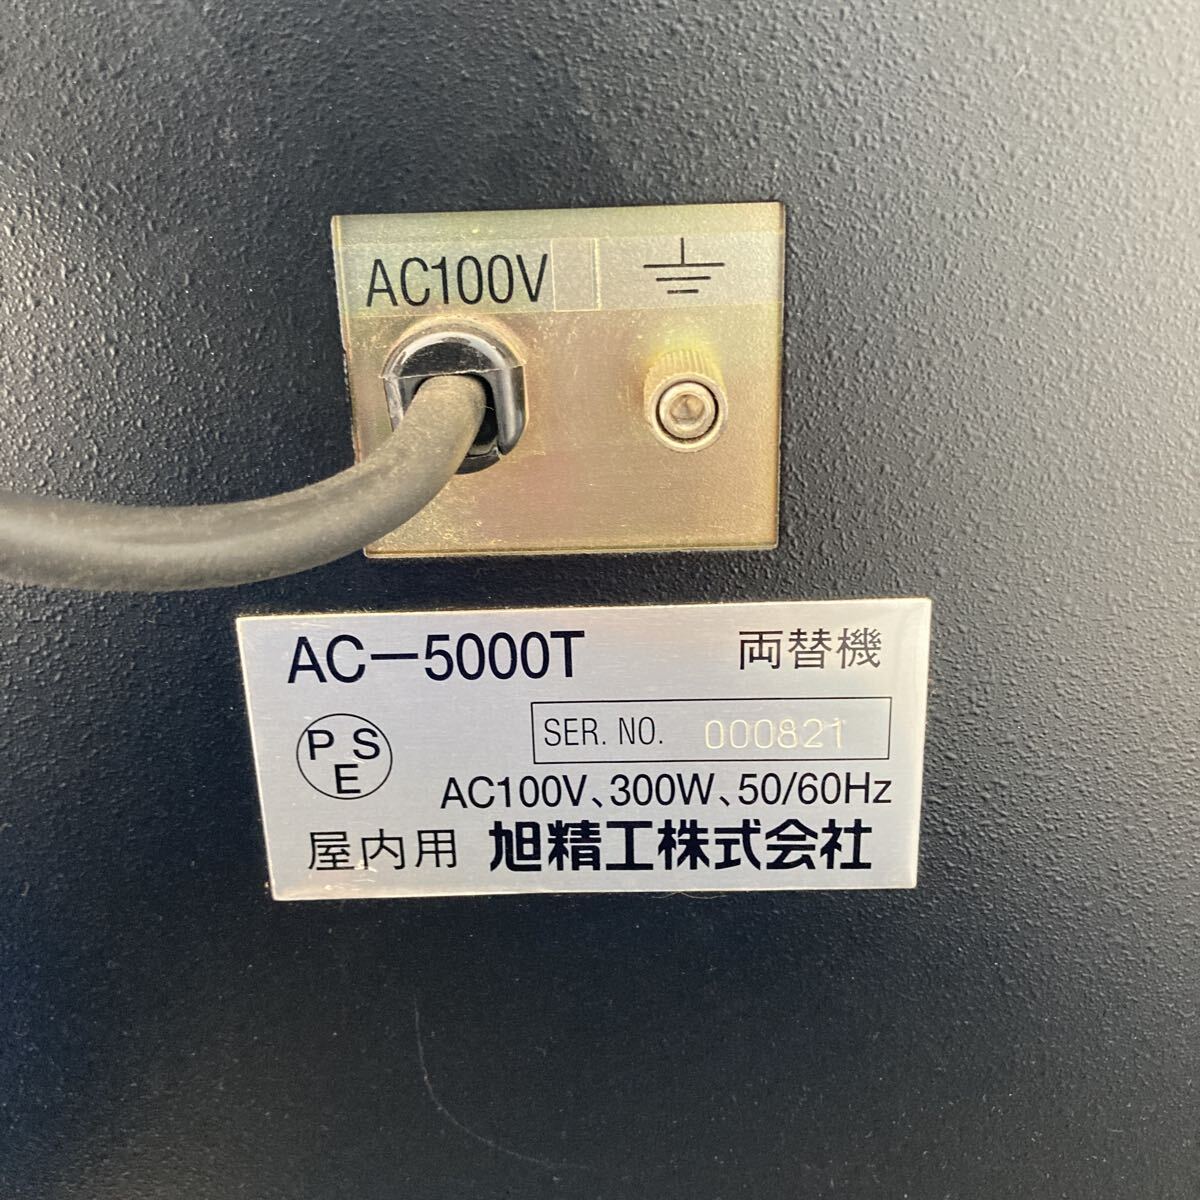 AC100V
AC－5000T 両替機
PSE
SER. NO. 000821
AC100V、300W、50/60Hz
屋内用 旭精工株式会社